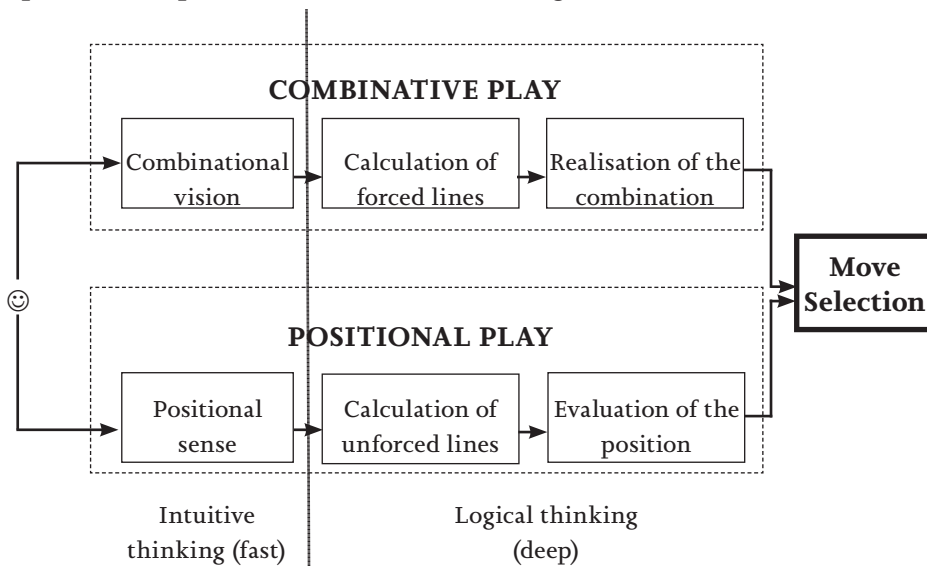 COMBINATIVE PLAY
Combinational
vision
Calculation of
forced lines
Realisation of the
combination
Move
Selection
POSITIONAL PLAY
Positional
sense
Calculation of
unforced lines
Evaluation of the
position
Intuitive
thinking (fast)
Logical thinking
(deep)